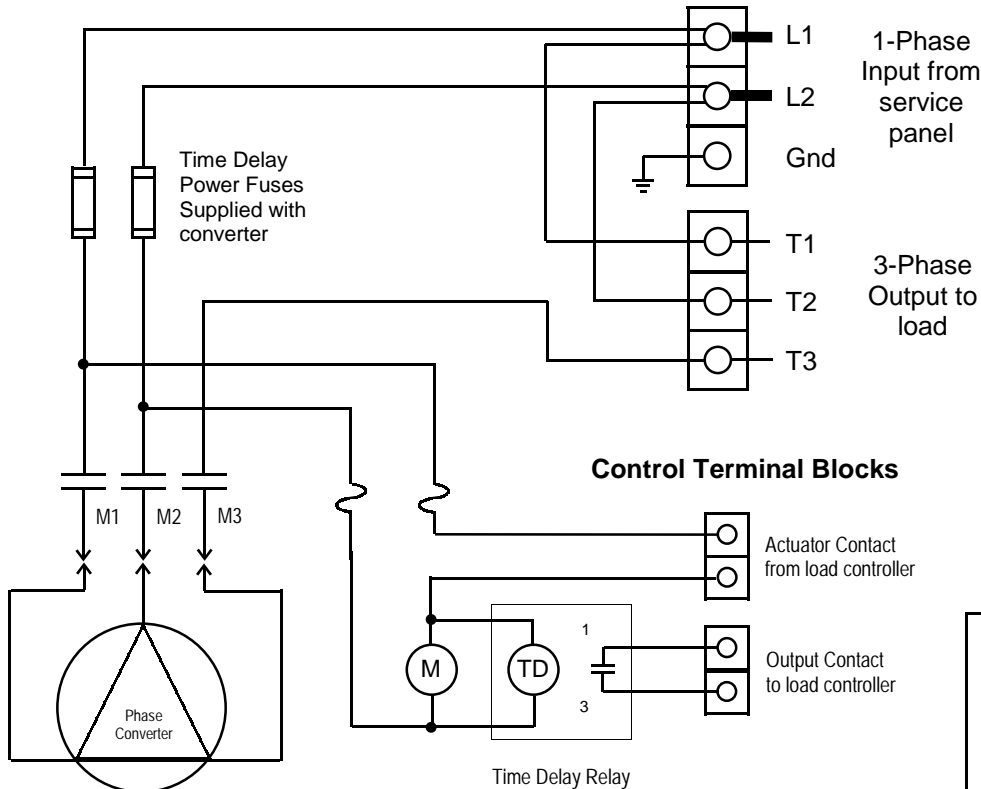 L1
1-Phase
Input from
service
panel
L2
Gnd
Time Delay
Power Fuses
Supplied with
converter
T1
3-Phase
Output to
load
T2
T3
Control Terminal Blocks
M1
M2
M3
Actuator Contact
from load controller
1
M
TD
3
Output Contact
to load controller
Phase
Converter
Time Delay Relay